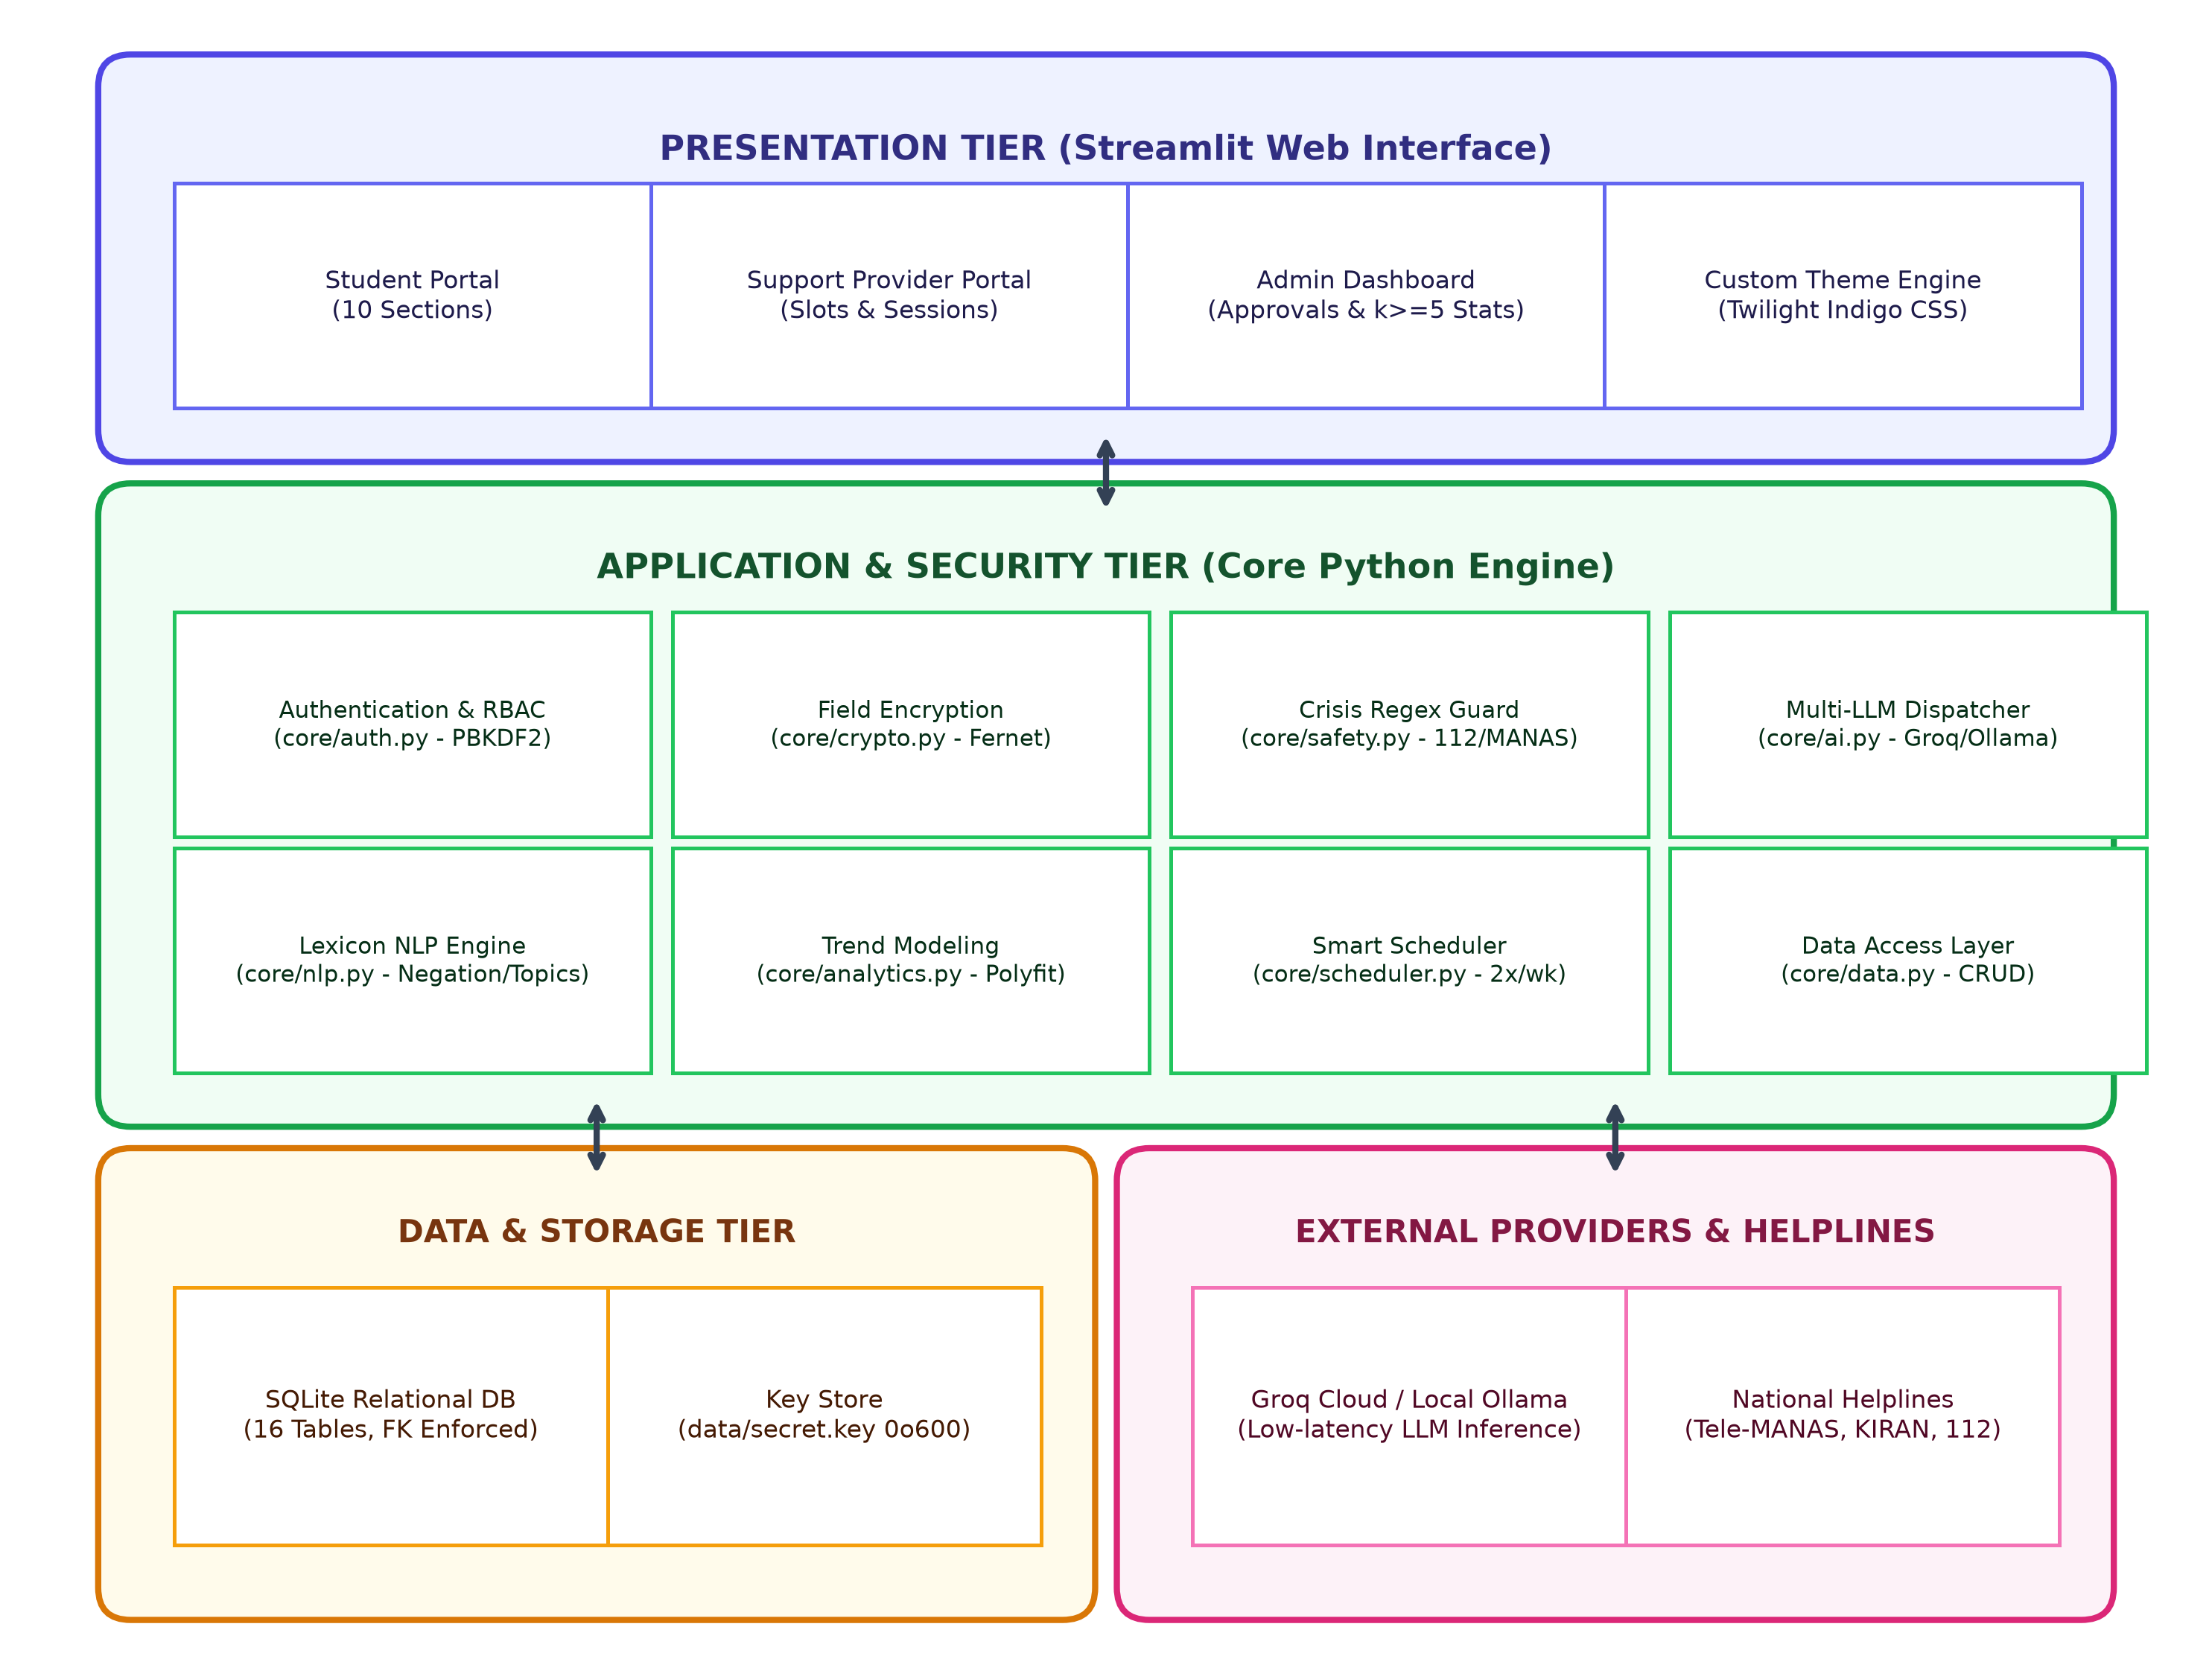 PRESENTATION TIER (Streamlit Web Interface)
Student Portal
(10 Sections)
Support Provider Portal
(Slots & Sessions)
Admin Dashboard
(Approvals & k>=5 Stats)
Custom Theme Engine
(Twilight Indigo CSS)
APPLICATION & SECURITY TIER (Core Python Engine)
Authentication & RBAC
(core/auth.py - PBKDF2)
Field Encryption
(core/crypto.py - Fernet)
Crisis Regex Guard
(core/safety.py - 112/MANAS)
Multi-LLM Dispatcher
(core/ai.py - Groq/Ollama)
Lexicon NLP Engine
(core/nlp.py - Negation/Topics)
Trend Modeling
(core/analytics.py - Polyfit)
Smart Scheduler
(core/scheduler.py - 2x/wk)
Data Access Layer
(core/data.py - CRUD)
DATA & STORAGE TIER
SQLite Relational DB
(16 Tables, FK Enforced)
Key Store
(data/secret.key 0o600)
EXTERNAL PROVIDERS & HELPLINES
Groq Cloud / Local Ollama
(Low-latency LLM Inference)
National Helplines
(Tele-MANAS, KIRAN, 112)